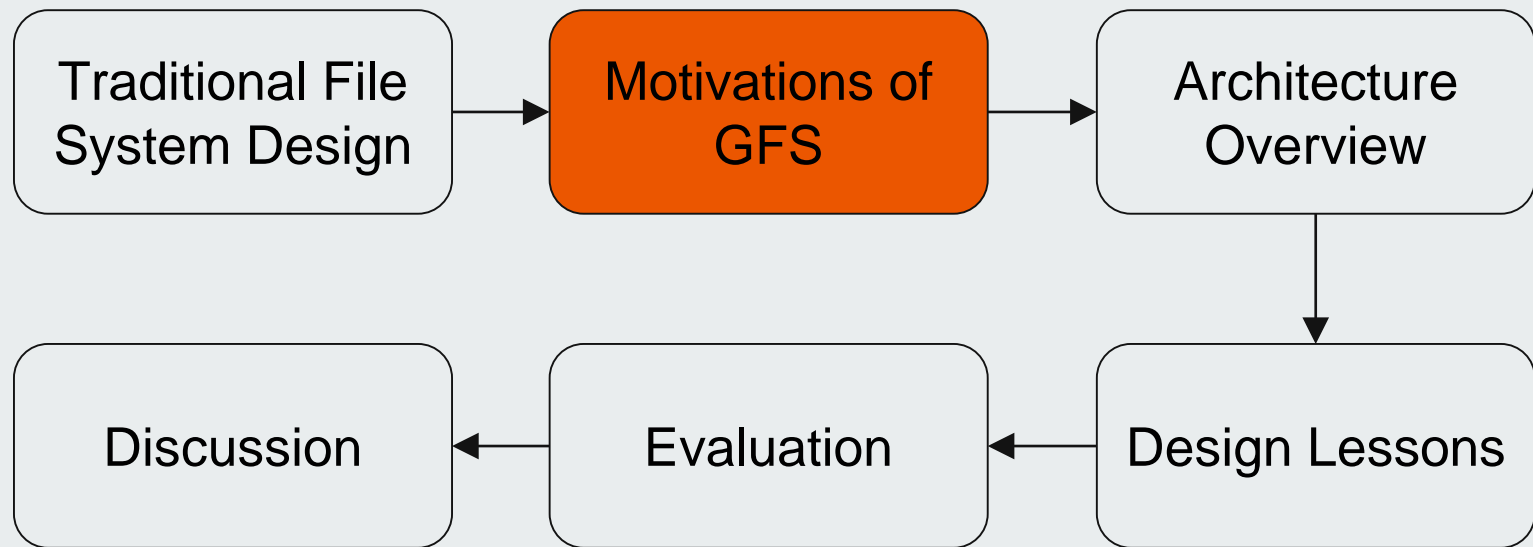 Traditional File
System Design
Motivations of
GFS
Architecture
Overview
Design Lessons
Evaluation
Discussion